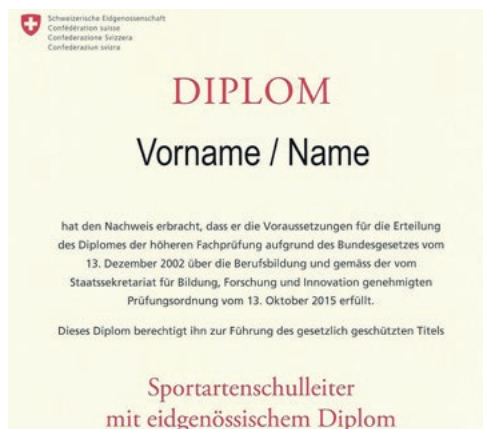 Schweizerische Eidgenossenschaft
Confédération suisse
Confederazione Svizzera
Confederaziun svizra
DIPLOM
Vorname / Name
hat den Nachweis erbracht, dass er die Voraussetzungen für die Erteilung
des Diplomes der höheren Fachprüfung aufgrund des Bundesgesetzes vom
13. Dezember 2002 über die Berufsbildung und gemäss der vom
Staatssekretariat für Bildung, Forschung und Innovation genehmigten
Prüfungsordnung vom 13. Oktober 2015 erfüllt.
Dieses Diplom berechtigt ihn zur Führung des gesetzlich geschützten Titels
Sportartenschulleiter
mit eidgenössischem Diplom